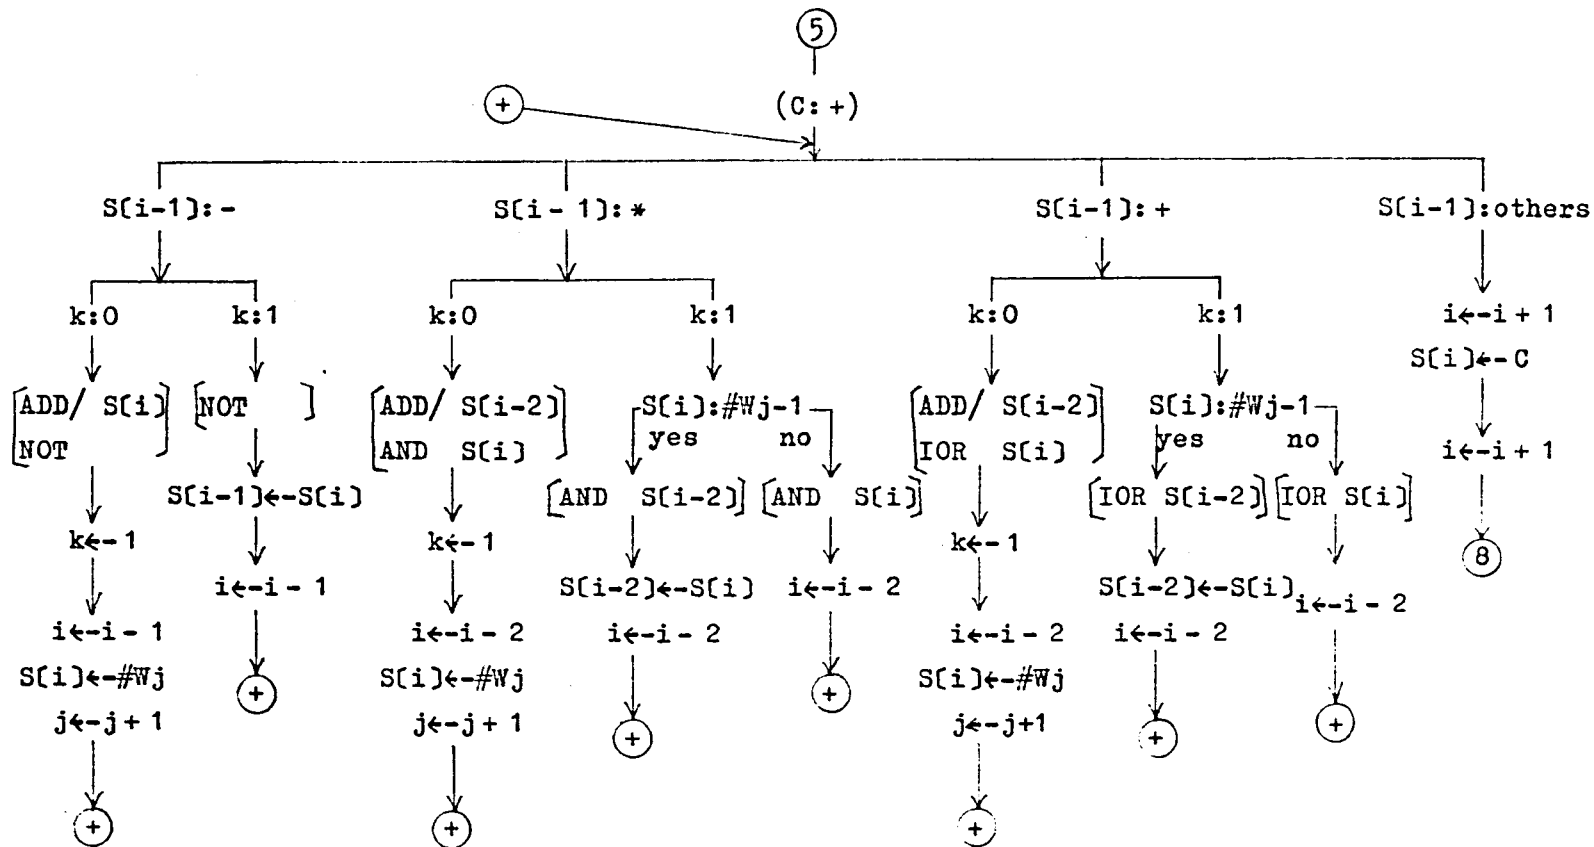 5
+
(C: +)
S[i-1]: -
S[i - 1]: *
S[i-1]: +
S[i-1]:others
k:0
k:1
k:0
k:1
k:0
k:1
i←i + 1
S[i]←C
i←i + 1
8
ADD/ S[i]
NOT
k←1
i←i - 1
S[i]←#Wj
j←j + 1
+
[NOT ]
S[i-1]←S[i]
i←i - 1
+
ADD/ S[i-2]
AND S[i]
k←1
i←i - 2
S[i]←#Wj
j←j + 1
+
S[i]:#Wj-1
yes no
[AND S[i-2]]
S[i-2]←S[i]
i←i - 2
+
[AND S[i]]
i←i - 2
+
ADD/ S[i-2]
IOR S[i]
k←1
i←i - 2
S[i]←#Wj
j←j+1
+
S[i]:#Wj-1
yes no
[IOR S[i-2]]
S[i-2]←S[i]
i←i - 2
+
[IOR S[i]]
i←i - 2
+